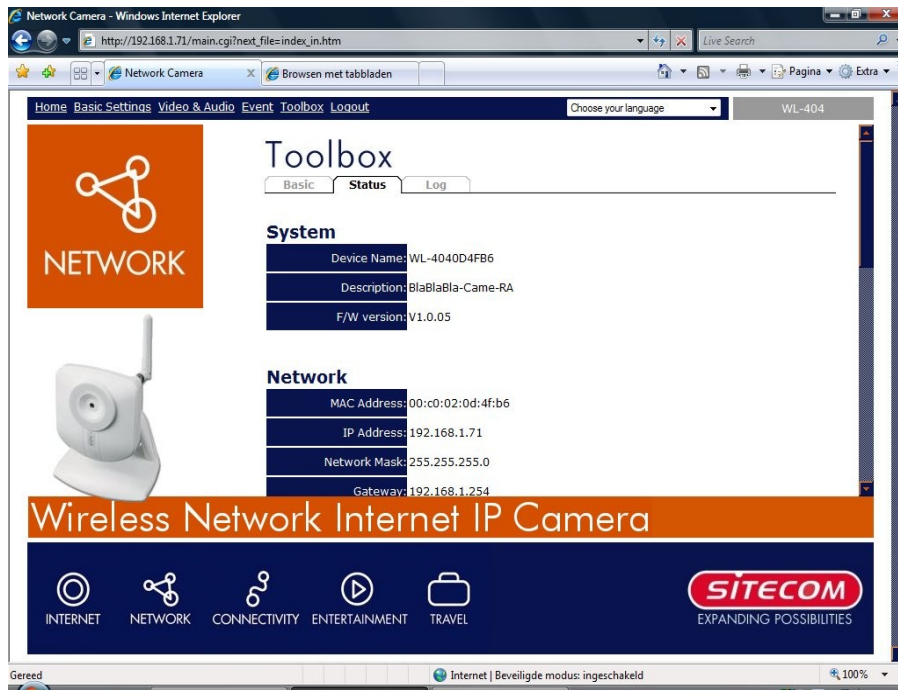 Network Camera - Windows Internet Explorer
http://192.168.1.71/main.cgi?next_file=index_in.htm
Live Search
Network Camera
Browsen met tabbladen
Pagina
Extra
Home Basic Settings Video & Audio Event Toolbox Logout
Choose your language
WL-404
NETWORK
Toolbox
Basic Status Log
System
Device Name: WL-4040D4FB6
Description: BlaBlaBla-Came-RA
F/W version: V1.0.05
Network
MAC Address: 00:c0:02:0d:4f:b6
IP Address: 192.168.1.71
Network Mask: 255.255.255.0
Gateway: 192.168.1.254
Wireless Network Internet IP Camera
INTERNET NETWORK CONNECTIVITY ENTERTAINMENT TRAVEL
SITECOM
EXPANDING POSSIBILITIES
Gereed
Internet | Beveiligde modus: ingeschakeld
100%